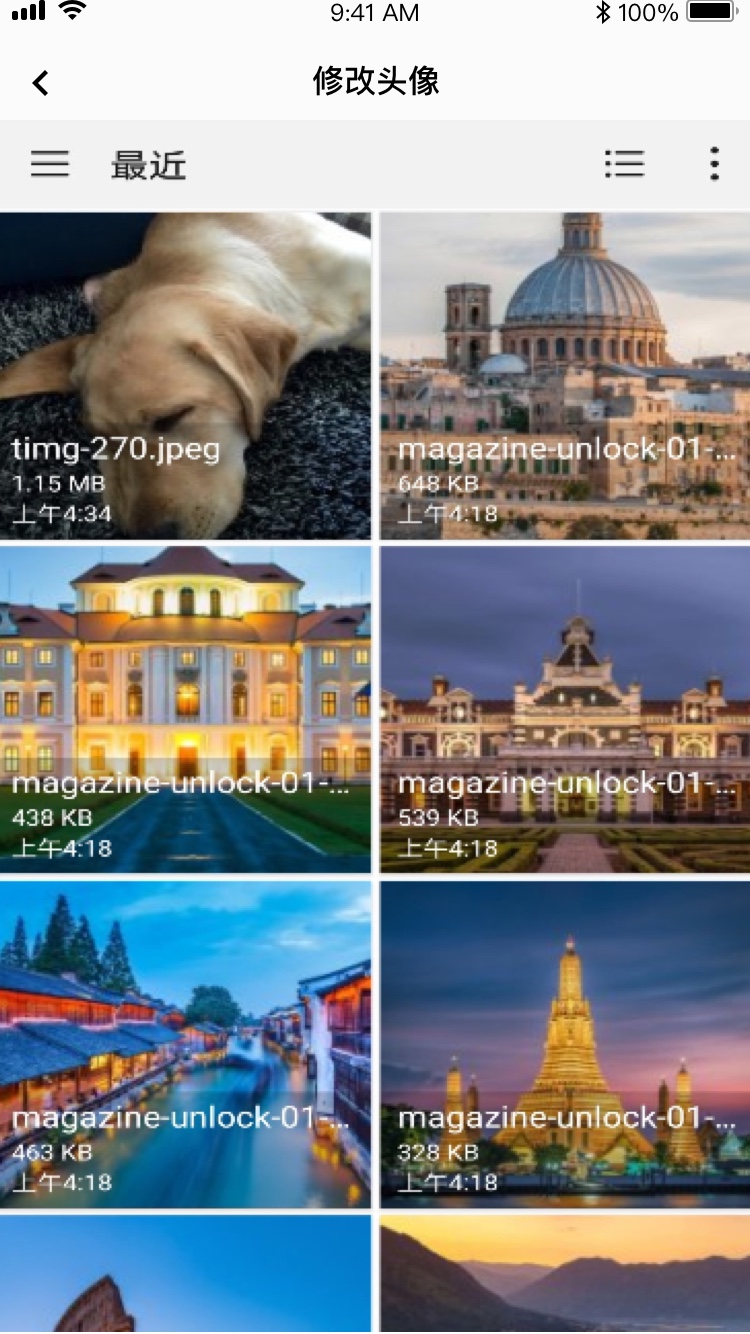 9:41 AM
100%
修改头像
最近
timg-270.jpeg
1.15 MB
上午4:34
magazine-unlock-01-...
648 KB
上午4:18
magazine-unlock-01-...
438 KB
上午4:18
magazine-unlock-01-...
539 KB
上午4:18
magazine-unlock-01-...
463 KB
上午4:18
magazine-unlock-01-...
328 KB
上午4:18